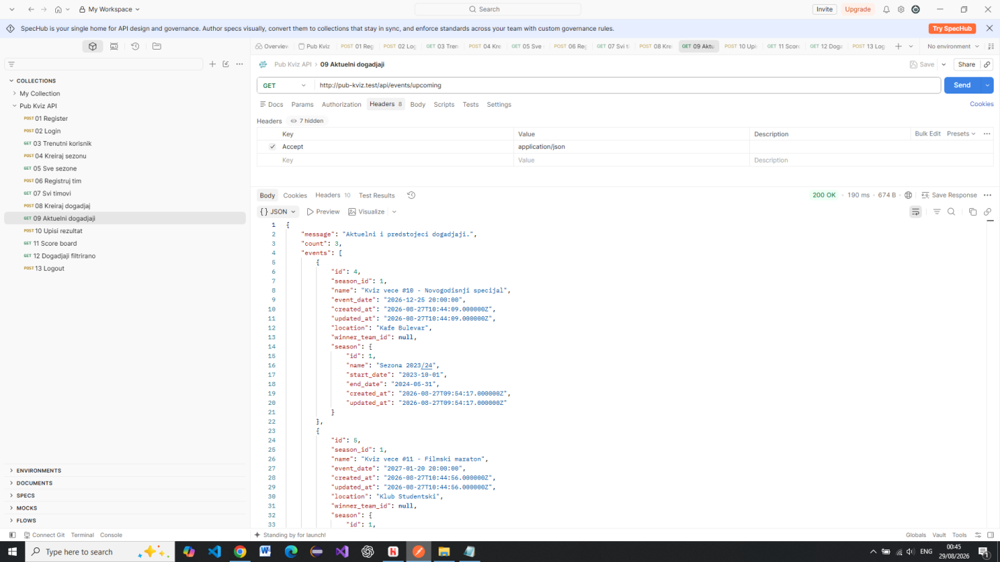 My Workspace
Search
Invite
Upgrade
SpecHub is your single home for API design and governance. Author specs visually, convert them to collections that stay in sync, and enforce standards across your team with custom governance rules.
Try SpecHub
Overview
Pub Kviz
POST 01 Reg
POST 02 Log
GET 03 Tren
POST 04 Kre
GET 05 Sve
POST 06 Reg
GET 07 Svi ti
POST 08 Kre
GET 09 Aktu
POST 10 Upi
GET 11 Score
GET 12 Doga
POST 13 Log
No environment
COLLECTIONS
My Collection
Pub Kviz API
POST 01 Register
POST 02 Login
GET 03 Trenutni korisnik
POST 04 Kreiraj sezonu
GET 05 Sve sezone
POST 06 Registruj tim
GET 07 Svi timovi
POST 08 Kreiraj dogadjaj
GET 09 Aktuelni dogadjaji
POST 10 Upisi rezultat
GET 11 Score board
GET 12 Dogadjaji filtrirano
POST 13 Logout
ENVIRONMENTS
DOCUMENTS
SPECS
MOCKS
FLOWS
Pub Kviz API > 09 Aktuelni dogadjaji
Save
Share
GET
http://pub-kviz.test/api/events/upcoming
Send
Docs Params Authorization Headers 8 Body Scripts Tests Settings
Cookies
Headers 7 hidden
Key Value Description Bulk Edit Presets
Accept application/json
Key Value Description
Body Cookies Headers 10 Test Results
200 OK 190 ms 674 B Save Response
{} JSON Preview Visualize
1 {
2 "message": "Aktuelni i predstojeci dogadjaji.",
3 "count": 3,
4 "events": [
5 {
6 "id": 4,
7 "season_id": 1,
8 "name": "Kviz vece #10 - Novogodisnji specijal",
9 "event_date": "2026-12-25 20:00:00",
10 "created_at": "2026-08-27T10:44:09.000000Z",
11 "updated_at": "2026-08-27T10:44:09.000000Z",
12 "location": "Kafe Bulevar",
13 "winner_team_id": null,
14 "season": {
15 "id": 1,
16 "name": "Sezona 2023/24",
17 "start_date": "2023-10-01",
18 "end_date": "2024-05-31",
19 "created_at": "2026-08-27T09:54:17.000000Z",
20 "updated_at": "2026-08-27T09:54:17.000000Z"
21 }
22 },
23 {
24 "id": 5,
25 "season_id": 1,
26 "name": "Kviz vece #11 - Filmski maraton",
27 "event_date": "2027-01-20 20:00:00",
28 "created_at": "2026-08-27T10:44:56.000000Z",
29 "updated_at": "2026-08-27T10:44:56.000000Z",
30 "location": "Klub Studentski",
31 "winner_team_id": null,
32 "season": {
33 "id": 1,
Connect Git Terminal Console
Standing by for launch!
Globals Vault Tools
Type here to search
ENG
00:45
29/08/2026
1